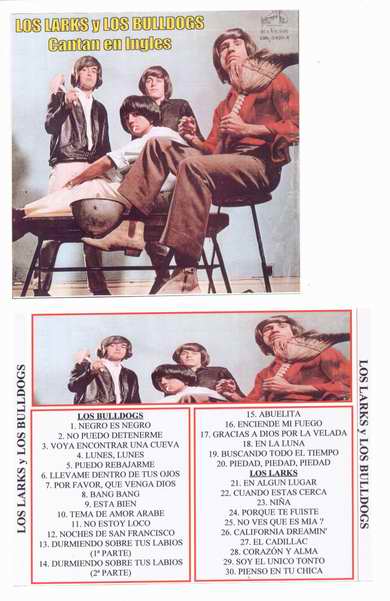 LOS LARKS y LOS BULLDOGS
Cantan en Ingles
LOS LARKS y LOS BULLDOGS
LOS BULLDOGS
1. NEGRO ES NEGRO
2. NO PUEDO DETENERME
3. VOYA ENCONTRAR UNA CUEVA
4. LUNES, LUNES
5. PUEDO REBAJARME
6. LLEVAME DENTRO DE TUS OJOS
7. POR FAVOR, QUE VENGA DIOS
8. BANG BANG
9. ESTA BIEN
10. TEMA DE AMOR ARABE
11. NO ESTOY LOCO
12. NOCHES DE SAN FRANCISCO
13. DURMIENDO SOBRE TUS LABIOS
(1ª PARTE)
14. DURMIENDO SOBRE TUS LABIOS
(2ª PARTE)
15. ABUELITA
16. ENCIENDE MI FUEGO
17. GRACIAS A DIOS POR LA VELADA
18. EN LA LUNA
19. BUSCANDO TODO EL TIEMPO
20. PIEDAD, PIEDAD, PIEDAD
LOS LARKS
21. EN ALGUN LUGAR
22. CUANDO ESTAS CERCA
23. NIÑA
24. PORQUE TE FUISTE
25. NO VES QUE ES MIA ?
26. CALIFORNIA DREAMIN'
27. EL CADILLAC
28. CORAZÓN Y ALMA
29. SOY EL UNICO TONTO
30. PIENSO EN TU CHICA
LOS LARKS y LOS BULLDOGS